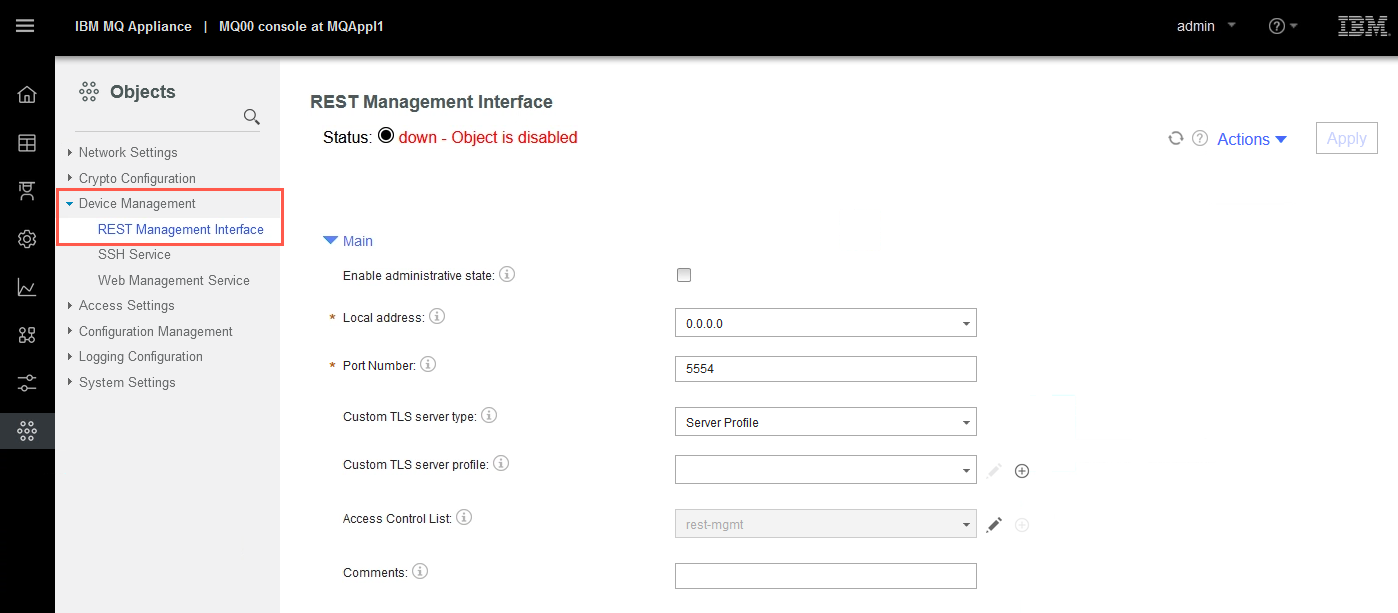 IBM MQ Appliance | MQ00 console at MQAppl1
admin
IBM
Objects
Network Settings
Crypto Configuration
Device Management
REST Management Interface
SSH Service
Web Management Service
Access Settings
Configuration Management
Logging Configuration
System Settings
REST Management Interface
Status: down - Object is disabled
Actions
Apply
Main
Enable administrative state:
* Local address: 0.0.0.0
* Port Number: 5554
Custom TLS server type: Server Profile
Custom TLS server profile:
Access Control List: rest-mgmt
Comments: